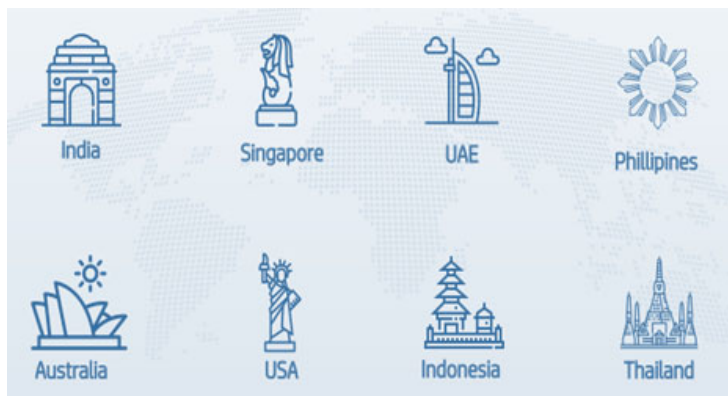 India
Singapore
UAE
Phillipines
Australia
USA
Indonesia
Thailand